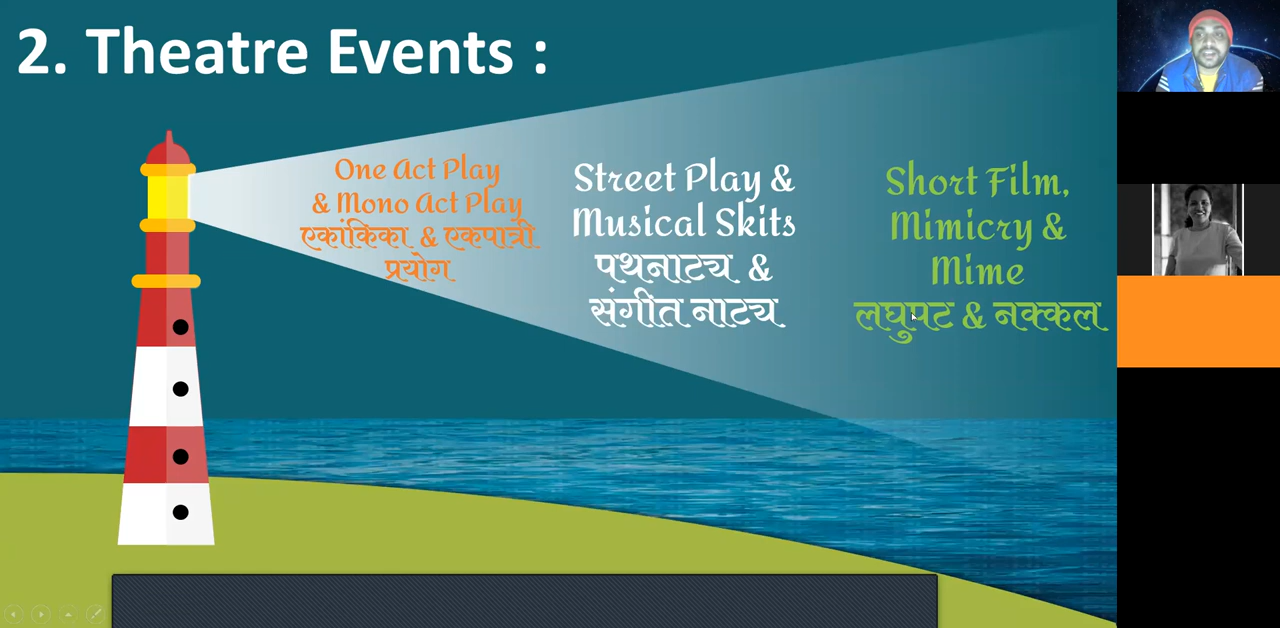 2. Theatre Events :
One Act Play
& Mono Act Play
एकांकिका & एकपात्री
प्रयोग
Street Play &
Musical Skits
पथनाट्य &
संगीत नाट्य
Short Film,
Mimicry &
Mime
लघुपट & नक्कल